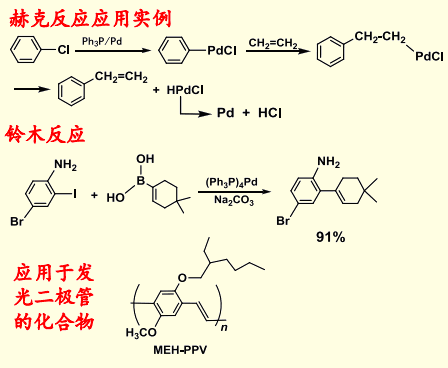 赫克反应应用实例
Cl Ph3P/Pd PdCl CH2=CH2 CH2-CH2 PdCl
CH2=CH2 + HPdCl
Pd + HCl
铃木反应
NH2 I Br + OH B HO (Ph3P)4Pd Na2CO3 NH2 Br
91%
应用于发
光二极管
的化合物
O H3CO n
MEH-PPV